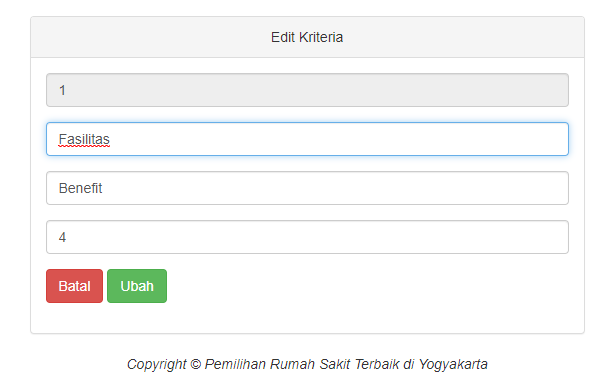 Edit Kriteria
1
Fasilitas
Benefit
4
Batal Ubah
Copyright © Pemilihan Rumah Sakit Terbaik di Yogyakarta